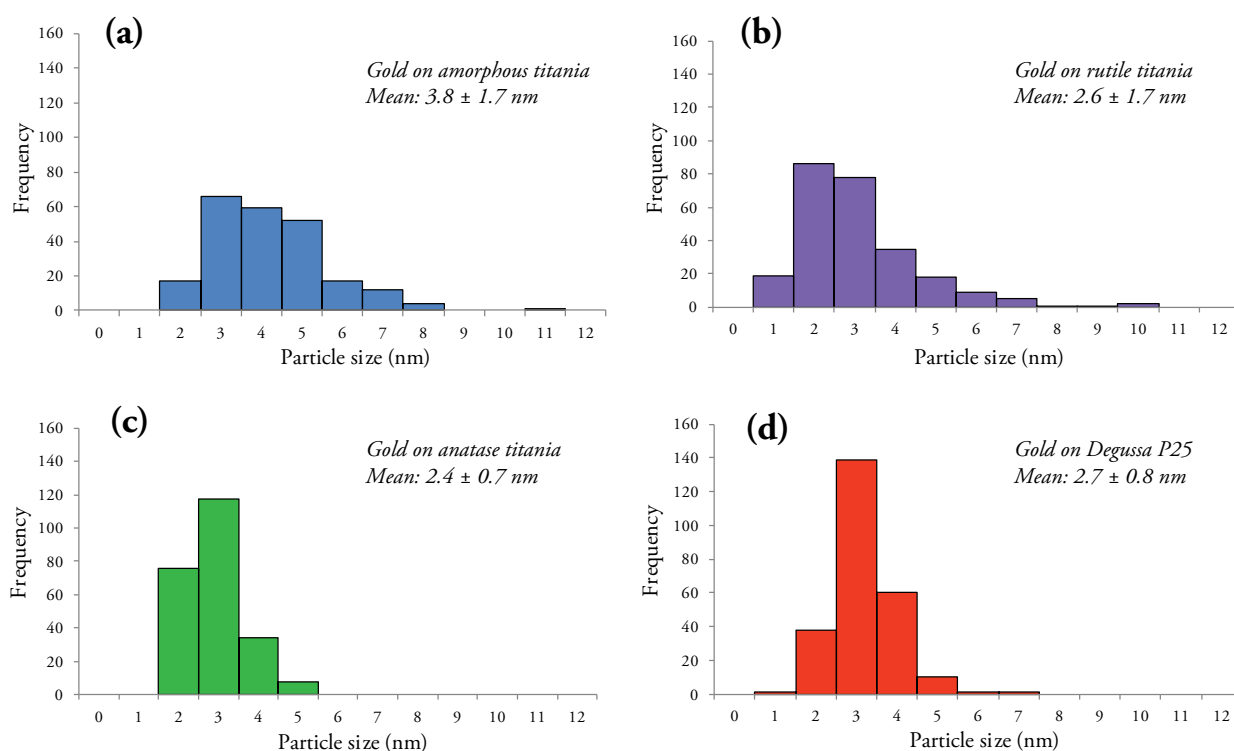 (a)
Gold on amorphous titania
Mean: 3.8 ± 1.7 nm
Frequency
160
140
120
100
80
60
40
20
0
0 1 2 3 4 5 6 7 8 9 10 11 12
Particle size (nm)
(b)
Gold on rutile titania
Mean: 2.6 ± 1.7 nm
Frequency
160
140
120
100
80
60
40
20
0
0 1 2 3 4 5 6 7 8 9 10 11 12
Particle size (nm)
(c)
Gold on anatase titania
Mean: 2.4 ± 0.7 nm
Frequency
160
140
120
100
80
60
40
20
0
0 1 2 3 4 5 6 7 8 9 10 11 12
Particle size (nm)
(d)
Gold on Degussa P25
Mean: 2.7 ± 0.8 nm
Frequency
160
140
120
100
80
60
40
20
0
0 1 2 3 4 5 6 7 8 9 10 11 12
Particle size (nm)